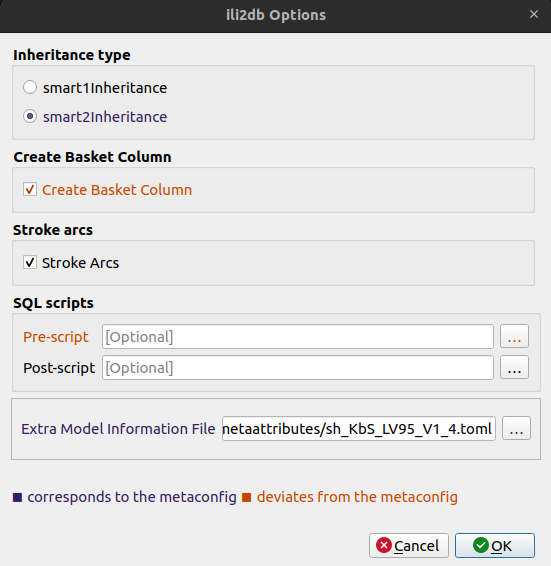 ili2db Options
Inheritance type
smart1Inheritance
smart2Inheritance
Create Basket Column
Create Basket Column
Stroke arcs
Stroke Arcs
SQL scripts
Pre-script [Optional] ...
Post-script [Optional] ...
Extra Model Information File netaattributes/sh_KbS_LV95_V1_4.toml ...
corresponds to the metaconfig deviates from the metaconfig
Cancel OK